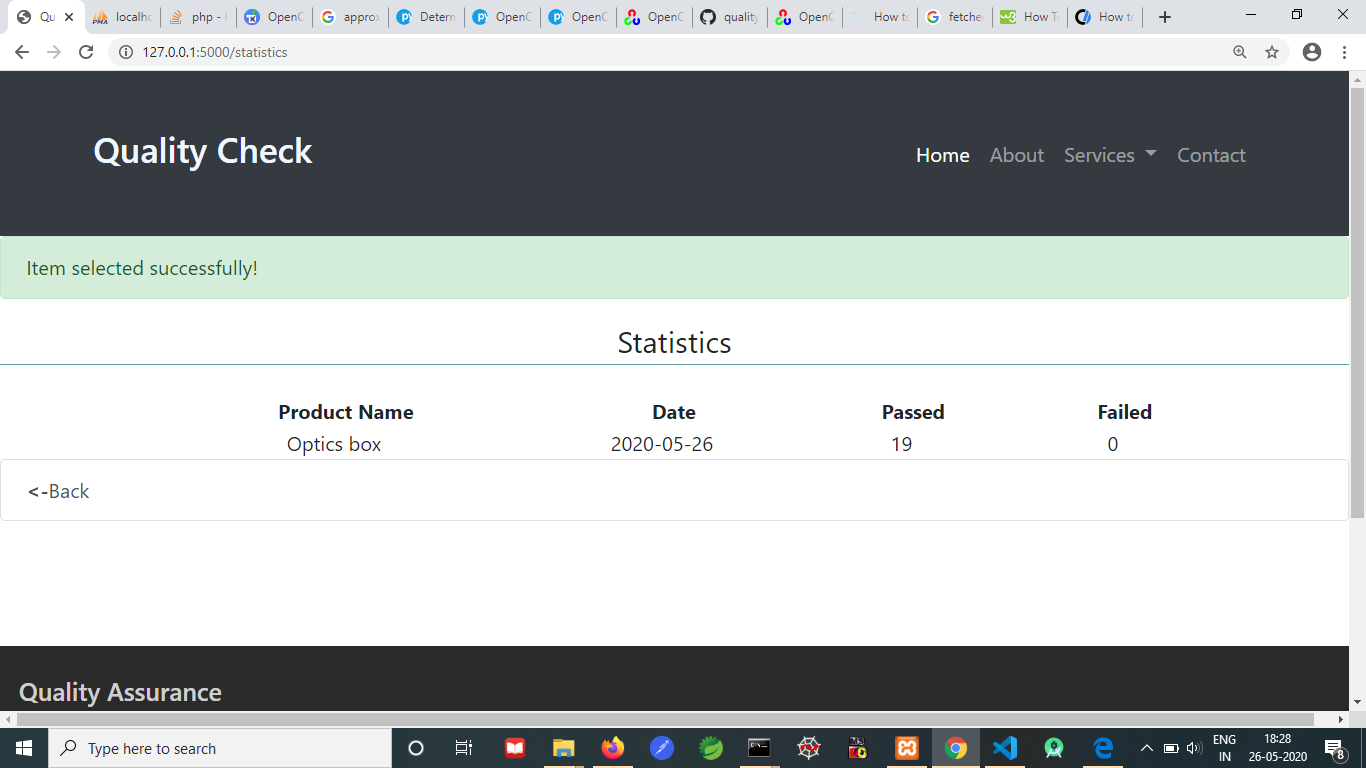 Qu
localho
php - H
OpenC
approx
Determ
OpenC
OpenC
OpenC
quality
OpenC
How to
fetche
How To
How to
127.0.0.1:5000/statistics
Quality Check
Home About Services Contact
Item selected successfully!
Statistics
Product Name Date Passed Failed
Optics box 2020-05-26 19 0
<-Back
Quality Assurance
Type here to search
ENG
IN
18:28
26-05-2020
8